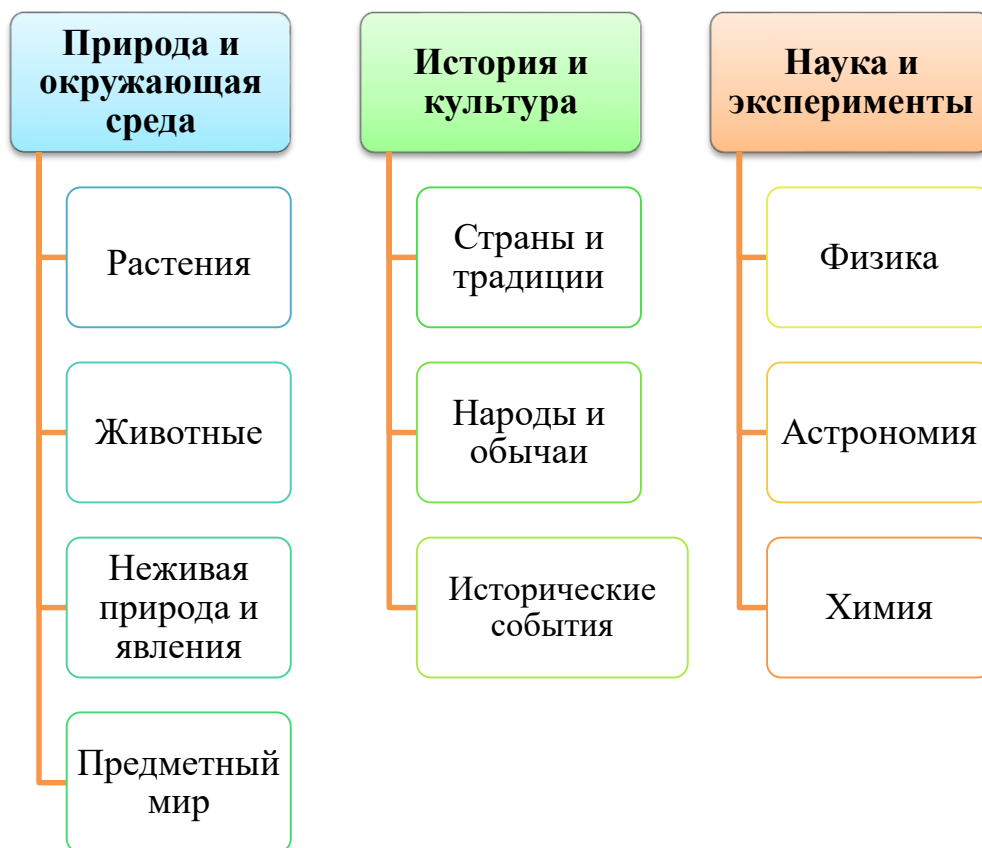 Природа и
окружающая
среда
Растения
Животные
Неживая
природа и
явления
Предметный
мир
История и
культура
Страны и
традиции
Народы и
обычаи
Исторические
события
Наука и
эксперименты
Физика
Астрономия
Химия